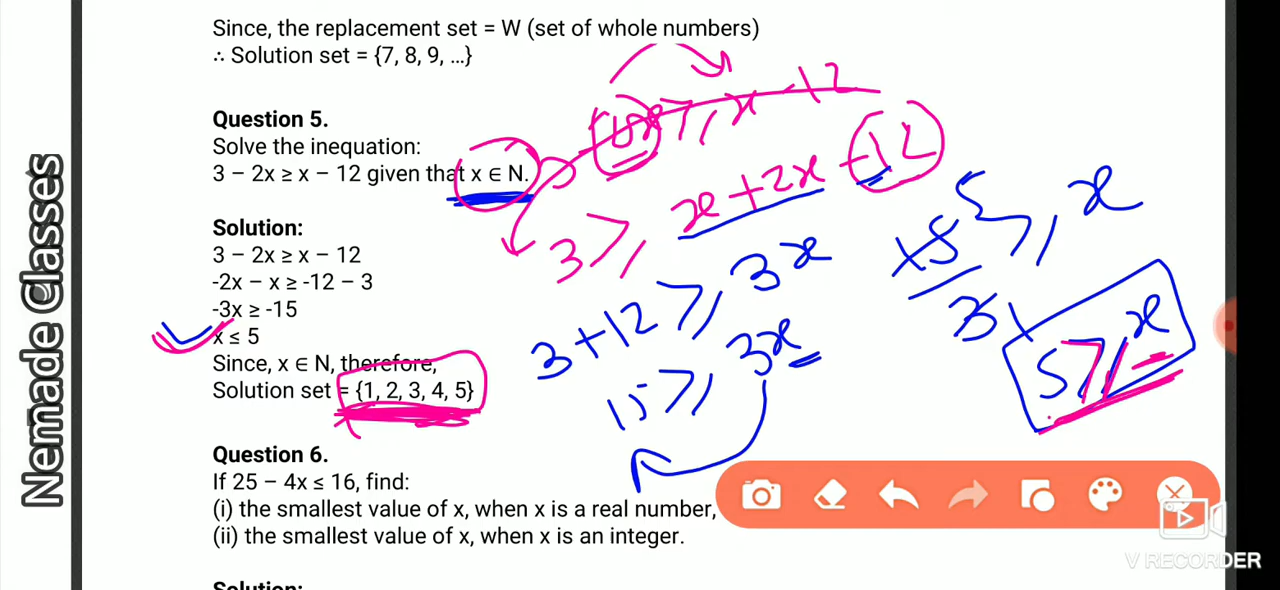 Since, the replacement set = W (set of whole numbers)
∴ Solution set = {7, 8, 9, ...}
Question 5.
Solve the inequation:
3 – 2x ≥ x – 12 given that x ∈ N.
Solution:
3 – 2x ≥ x – 12
-2x – x ≥ -12 – 3
-3x ≥ -15
x ≤ 5
Since, x ∈ N, therefore,
Solution set = {1, 2, 3, 4, 5}
Question 6.
If 25 – 4x ≤ 16, find:
(i) the smallest value of x, when x is a real number,
(ii) the smallest value of x, when x is an integer.
Solution:
3 ≥ x + 2x - 12
3 + 12 ≥ 3x
15 ≥ 3x
5 ≥ x
Nemade Classes
V RECORDER